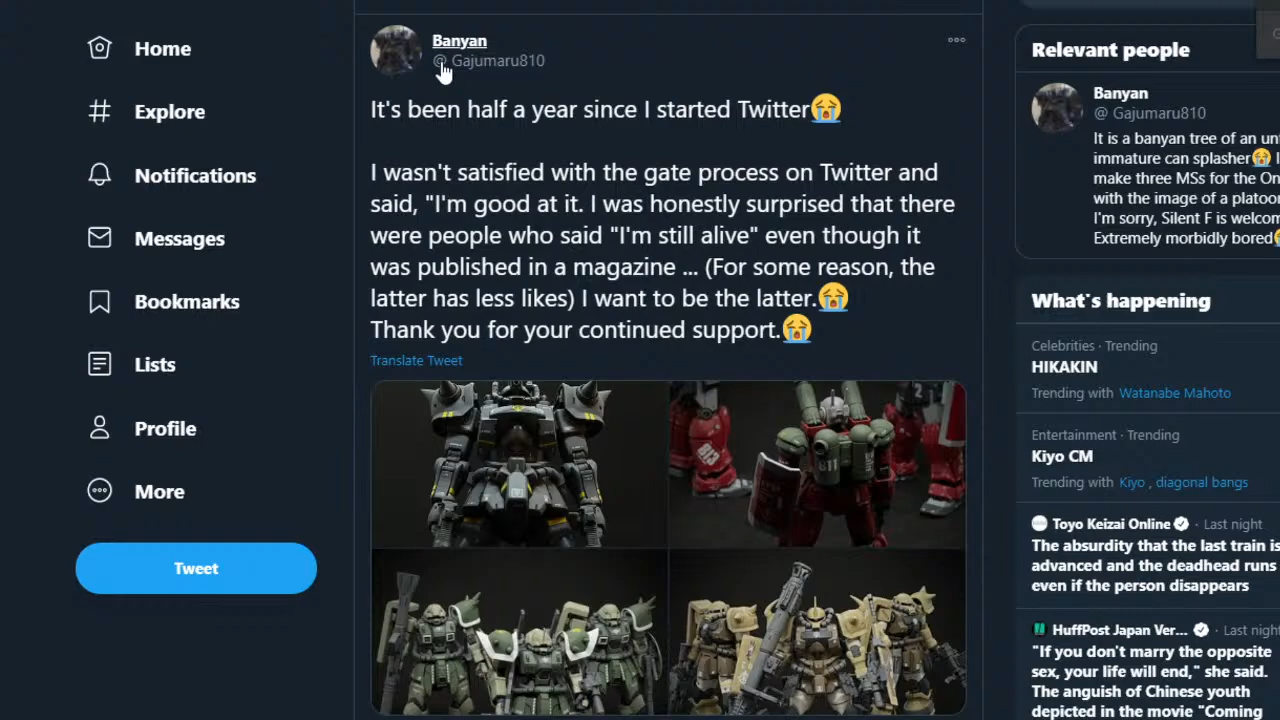 Home
Explore
Notifications
Messages
Bookmarks
Lists
Profile
More
Tweet
Banyan
@ Gajumaru810
It's been half a year since I started Twitter😭
I wasn't satisfied with the gate process on Twitter and
said, "I'm good at it. I was honestly surprised that there
were people who said "I'm still alive" even though it
was published in a magazine ... (For some reason, the
latter has less likes) I want to be the latter.😭
Thank you for your continued support.😭
Translate Tweet
811
Relevant people
Banyan
@ Gajumaru810
It is a banyan tree of an
immature can splasher😭
make three MSs for the
with the image of a
I'm sorry, Silent F is
Extremely morbidly bored
What's happening
Celebrities · Trending
HIKAKIN
Trending with Watanabe Mahoto
Entertainment · Trending
Kiyo CM
Trending with Kiyo , diagonal bangs
Toyo Keizai Online · Last night
The absurdity that the last train is
advanced and the deadhead runs
even if the person disappears
HuffPost Japan Ver... · Last night
"If you don't marry the opposite
sex, your life will end," she said.
The anguish of Chinese youth
depicted in the movie "Coming